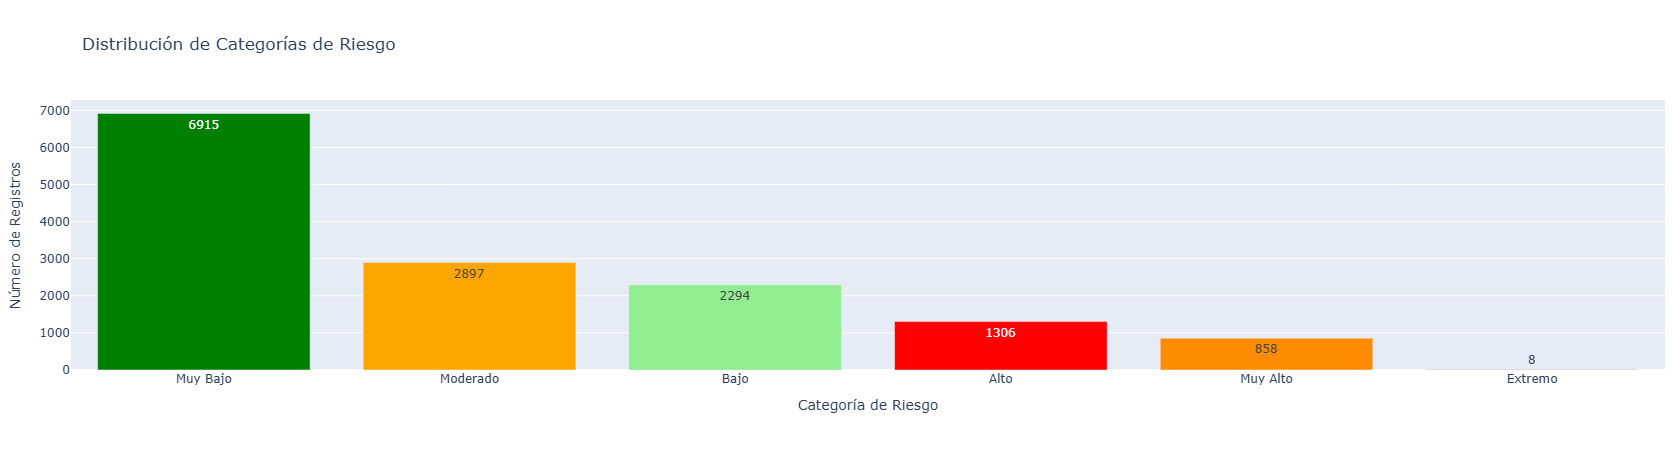 Distribución de Categorías de Riesgo
Número de Registros
7000
6000
5000
4000
3000
2000
1000
0
6915
2897
2294
1306
858
8
Muy Bajo
Moderado
Bajo
Alto
Muy Alto
Extremo
Categoría de Riesgo